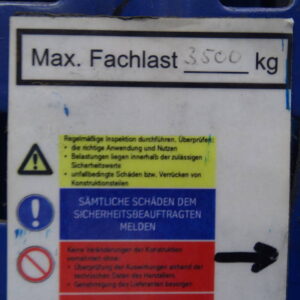 Max. Fachlast 3500 kg
Regelmäßige Inspektion durchführen. Überprüfen:
• die richtige Anwendung und Nutzen
• Belastungen liegen innerhalb der zulässigen
Sicherheitswerte
• unfallbedingte Schäden bzw. Verrücken von
Konstruktionsteilen
SÄMTLICHE SCHÄDEN DEM
SICHERHEITSBEAUFTRAGTEN
MELDEN
Keine Veränderungen der Konstruktion
vornehmen ohne:
• Überprüfung der Auswirkungen anhand der
technischen Daten des Herstellers
• Genehmigung des Lieferanten besorgen